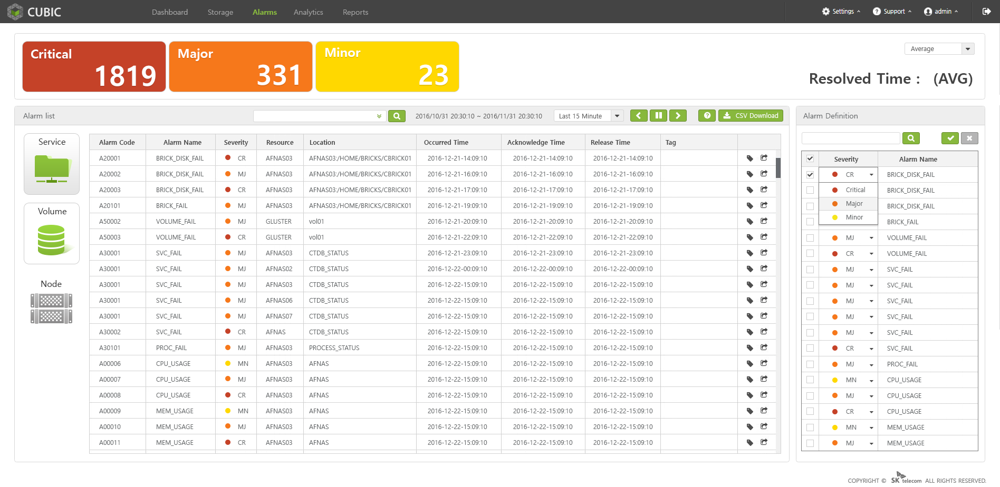 CUBIC Dashboard Storage Alarms Analytics Reports Settings Support admin
Critical
1819
Major
331
Minor
23
Average
Resolved Time : (AVG)
Alarm list 2016/10/31 20:30:10 ~ 2016/11/31 20:30:10 Last 15 Minute CSV Download
Service
Volume
Node
Alarm Code Alarm Name Severity Resource Location Occurred Time Acknowledge Time Release Time Tag
A20001 BRICK_DISK_FAIL CR AFNAS03 AFNAS03:/HOME/BRICKS/CBRICK01 2016-12-21-14:09:10 2016-12-21-14:09:10 2016-12-21-14:09:10
A20002 BRICK_DISK_FAIL MJ AFNAS03 AFNAS03:/HOME/BRICKS/CBRICK01 2016-12-21-16:09:10 2016-12-21-16:09:10 2016-12-21-16:09:10
A20003 BRICK_DISK_FAIL CR AFNAS03 AFNAS03:/HOME/BRICKS/CBRICK01 2016-12-21-17:09:10 2016-12-21-17:09:10 2016-12-21-17:09:10
A20101 BRICK_FAIL MJ AFNAS03 AFNAS03:/HOME/BRICKS/CBRICK01 2016-12-21-19:09:10 2016-12-21-19:09:10 2016-12-21-19:09:10
A50002 VOLUME_FAIL MJ GLUSTER vol01 2016-12-21-20:09:10 2016-12-21-20:09:10 2016-12-21-20:09:10
A50003 VOLUME_FAIL CR GLUSTER vol01 2016-12-21-22:09:10 2016-12-21-22:09:10 2016-12-21-22:09:10
A30001 SVC_FAIL MJ AFNAS03 CTDB_STATUS 2016-12-21-23:09:10 2016-12-21-23:09:10 2016-12-21-23:09:10
A30001 SVC_FAIL MJ AFNAS02 CTDB_STATUS 2016-12-22-00:09:10 2016-12-22-00:09:10 2016-12-22-00:09:10
A30001 SVC_FAIL MJ AFNAS03 CTDB_STATUS 2016-12-22-15:09:10 2016-12-22-15:09:10 2016-12-22-15:09:10
A30001 SVC_FAIL MJ AFNAS06 CTDB_STATUS 2016-12-22-15:09:10 2016-12-22-15:09:10 2016-12-22-15:09:10
A30001 SVC_FAIL MJ AFNAS07 CTDB_STATUS 2016-12-22-15:09:10 2016-12-22-15:09:10 2016-12-22-15:09:10
A30002 SVC_FAIL CR AFNAS CTDB_STATUS 2016-12-22-15:09:10 2016-12-22-15:09:10 2016-12-22-15:09:10
A30101 PROC_FAIL MJ AFNAS03 PROCESS_STATUS 2016-12-22-15:09:10 2016-12-22-15:09:10 2016-12-22-15:09:10
A00006 CPU_USAGE MN AFNAS03 AFNAS 2016-12-22-15:09:10 2016-12-22-15:09:10 2016-12-22-15:09:10
A00007 CPU_USAGE MJ AFNAS03 AFNAS 2016-12-22-15:09:10 2016-12-22-15:09:10 2016-12-22-15:09:10
A00008 CPU_USAGE CR AFNAS03 AFNAS 2016-12-22-15:09:10 2016-12-22-15:09:10 2016-12-22-15:09:10
A00009 MEM_USAGE MN AFNAS03 AFNAS 2016-12-22-15:09:10 2016-12-22-15:09:10 2016-12-22-15:09:10
A00010 MEM_USAGE MJ AFNAS03 AFNAS 2016-12-22-15:09:10 2016-12-22-15:09:10 2016-12-22-15:09:10
A00011 MEM_USAGE CR AFNAS03 AFNAS 2016-12-22-15:09:10 2016-12-22-15:09:10 2016-12-22-15:09:10
Alarm Definition
Severity Alarm Name
CR BRICK_DISK_FAIL
Critical BRICK_DISK_FAIL
Major BRICK_DISK_FAIL
Minor BRICK_FAIL
MJ VOLUME_FAIL
CR VOLUME_FAIL
MJ SVC_FAIL
MJ SVC_FAIL
MJ SVC_FAIL
MJ SVC_FAIL
MJ SVC_FAIL
CR SVC_FAIL
MJ PROC_FAIL
MN CPU_USAGE
MJ CPU_USAGE
CR CPU_USAGE
MN MEM_USAGE
MJ MEM_USAGE
COPYRIGHT © SK telecom ALL RIGHTS RESERVED.